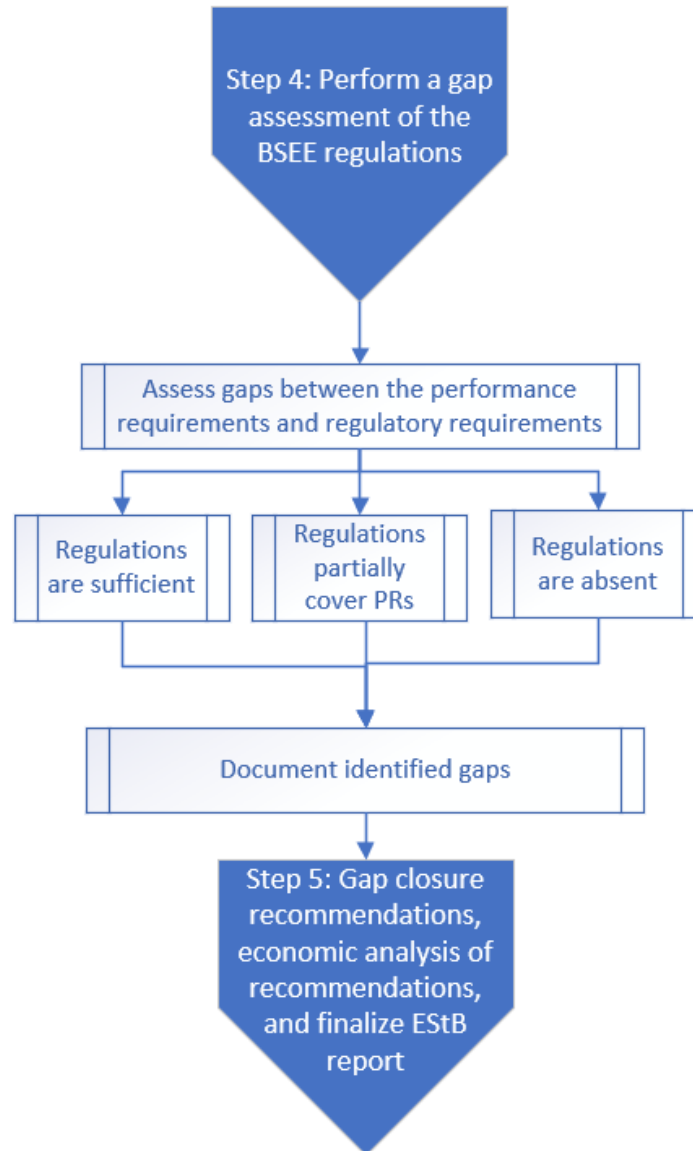 Step 4: Perform a gap
assessment of the
BSEE regulations
Assess gaps between the performance
requirements and regulatory requirements
Regulations
are sufficient
Regulations
partially
cover PRs
Regulations
are absent
Document identified gaps
Step 5: Gap closure
recommendations,
economic analysis of
recommendations,
and finalize EStB
report